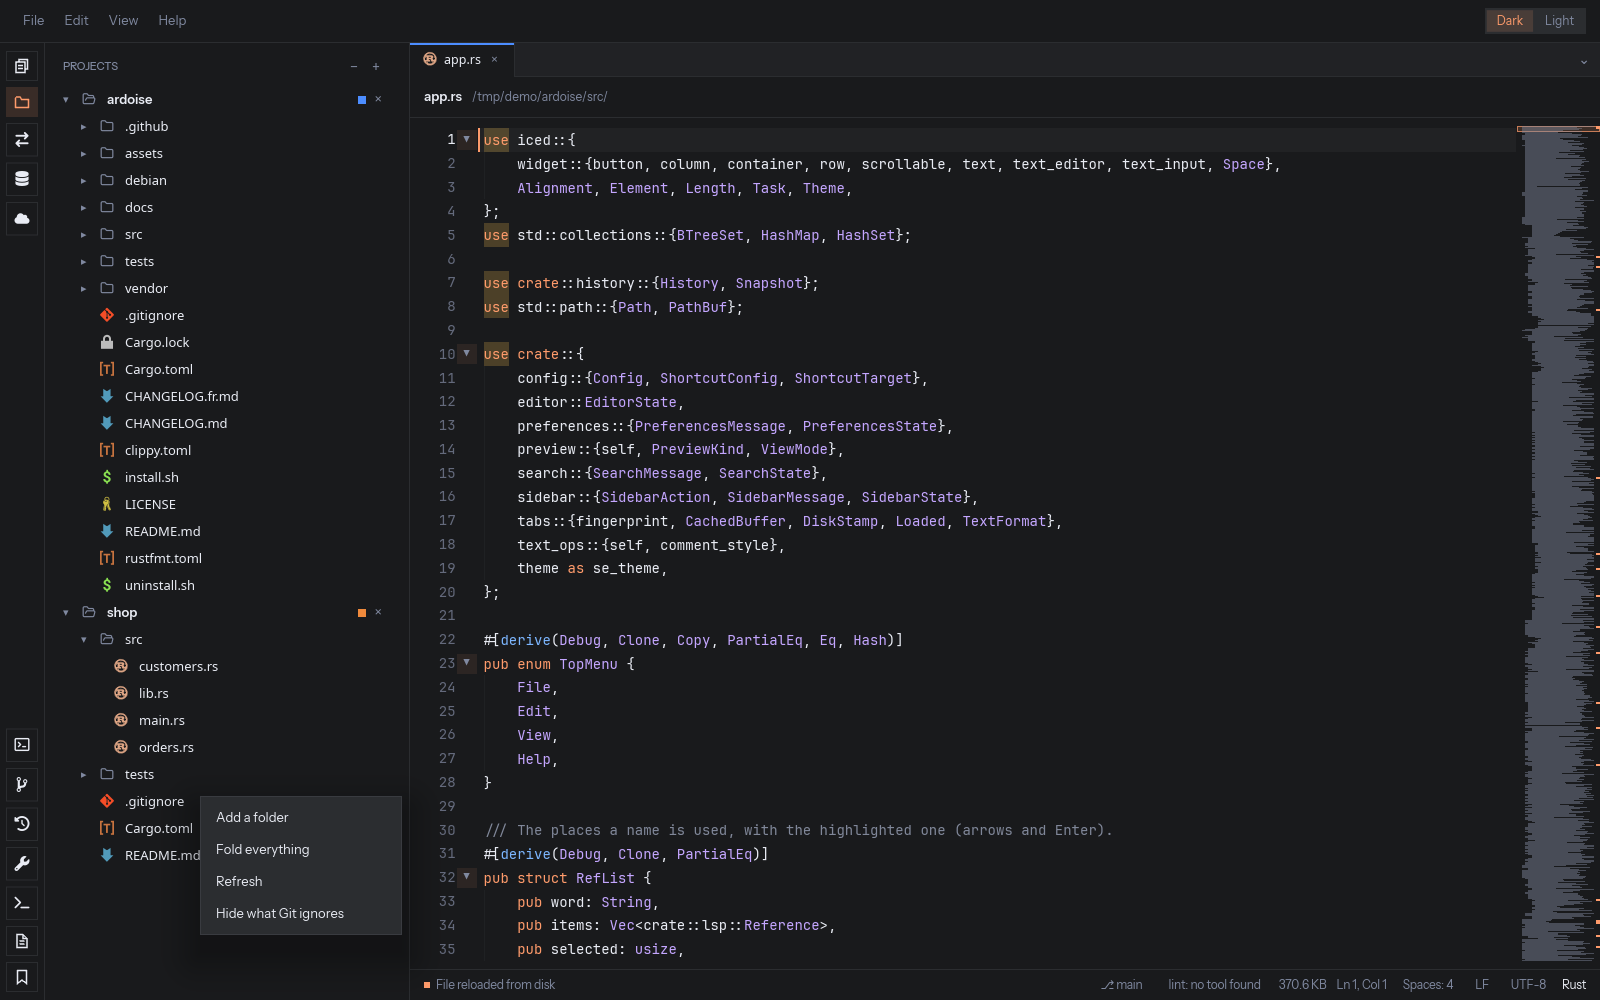 File Edit View Help
Dark Light
PROJECTS − +
ardoise ×
.github
assets
debian
docs
src
tests
vendor
.gitignore
Cargo.lock
Cargo.toml
CHANGELOG.fr.md
CHANGELOG.md
clippy.toml
install.sh
LICENSE
README.md
rustfmt.toml
uninstall.sh
shop ×
src
customers.rs
lib.rs
main.rs
orders.rs
tests
.gitignore
Cargo.toml
README.md
Add a folder
Fold everything
Refresh
Hide what Git ignores
app.rs ×
app.rs /tmp/demo/ardoise/src/
1 use iced::{
2 widget::{button, column, container, row, scrollable, text, text_editor, text_input, Space},
3 Alignment, Element, Length, Task, Theme,
4 };
5 use std::collections::{BTreeSet, HashMap, HashSet};
6
7 use crate::history::{History, Snapshot};
8 use std::path::{Path, PathBuf};
9
10 use crate::{
11 config::{Config, ShortcutConfig, ShortcutTarget},
12 editor::EditorState,
13 preferences::{PreferencesMessage, PreferencesState},
14 preview::{self, PreviewKind, ViewMode},
15 search::{SearchMessage, SearchState},
16 sidebar::{SidebarAction, SidebarMessage, SidebarState},
17 tabs::{fingerprint, CachedBuffer, DiskStamp, Loaded, TextFormat},
18 text_ops::{self, comment_style},
19 theme as se_theme,
20 };
21
22 #[derive(Debug, Clone, Copy, PartialEq, Eq, Hash)]
23 pub enum TopMenu {
24 File,
25 Edit,
26 View,
27 Help,
28 }
29
30 /// The places a name is used, with the highlighted one (arrows and Enter).
31 #[derive(Debug, Clone, PartialEq)]
32 pub struct RefList {
33 pub word: String,
34 pub items: Vec<crate::lsp::Reference>,
35 pub selected: usize,
File reloaded from disk
main lint: no tool found 370.6 KB Ln 1, Col 1 Spaces: 4 LF UTF-8 Rust